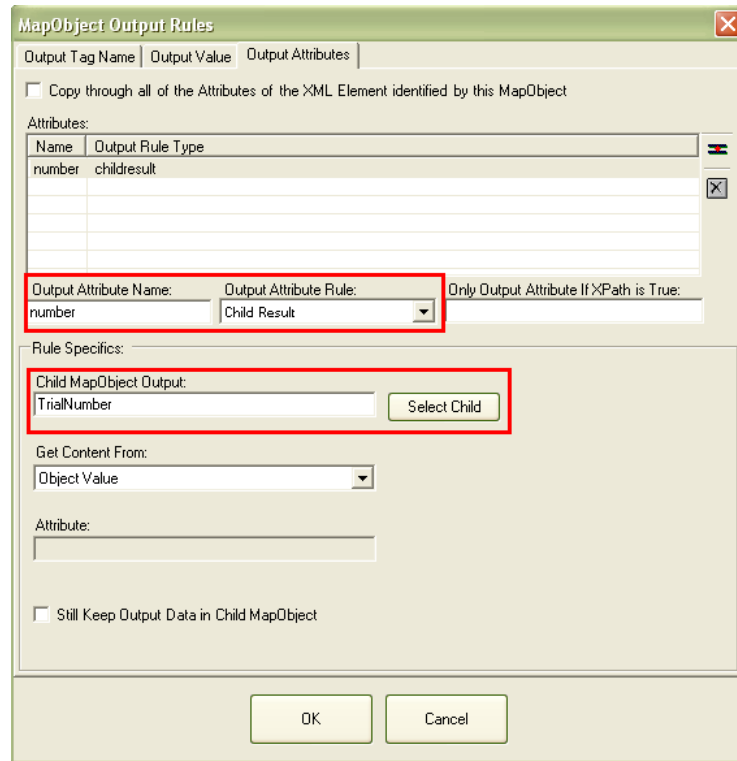 MapObject Output Rules
Output Tag Name Output Value Output Attributes
Copy through all of the Attributes of the XML Element identified by this MapObject
Attributes:
Name Output Rule Type
number childresult
Output Attribute Name: Output Attribute Rule: Only Output Attribute If XPath is True:
number Child Result
Rule Specifics:
Child MapObject Output:
TrialNumber Select Child
Get Content From:
Object Value
Attribute:
Still Keep Output Data in Child MapObject
OK Cancel